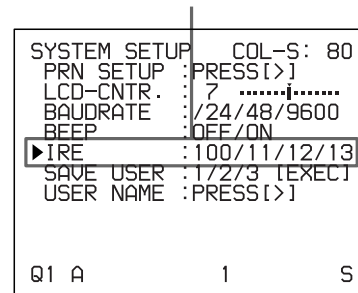 SYSTEM SETUP COL-S: 80
PRN SETUP :PRESS[>]
LCD-CNTR. : 7
BAUDRATE :/24/48/9600
BEEP :OFF/ON
▶IRE :100/11/12/13
SAVE USER :1/2/3 [EXEC]
USER NAME :PRESS[>]
Q1 A 1 S